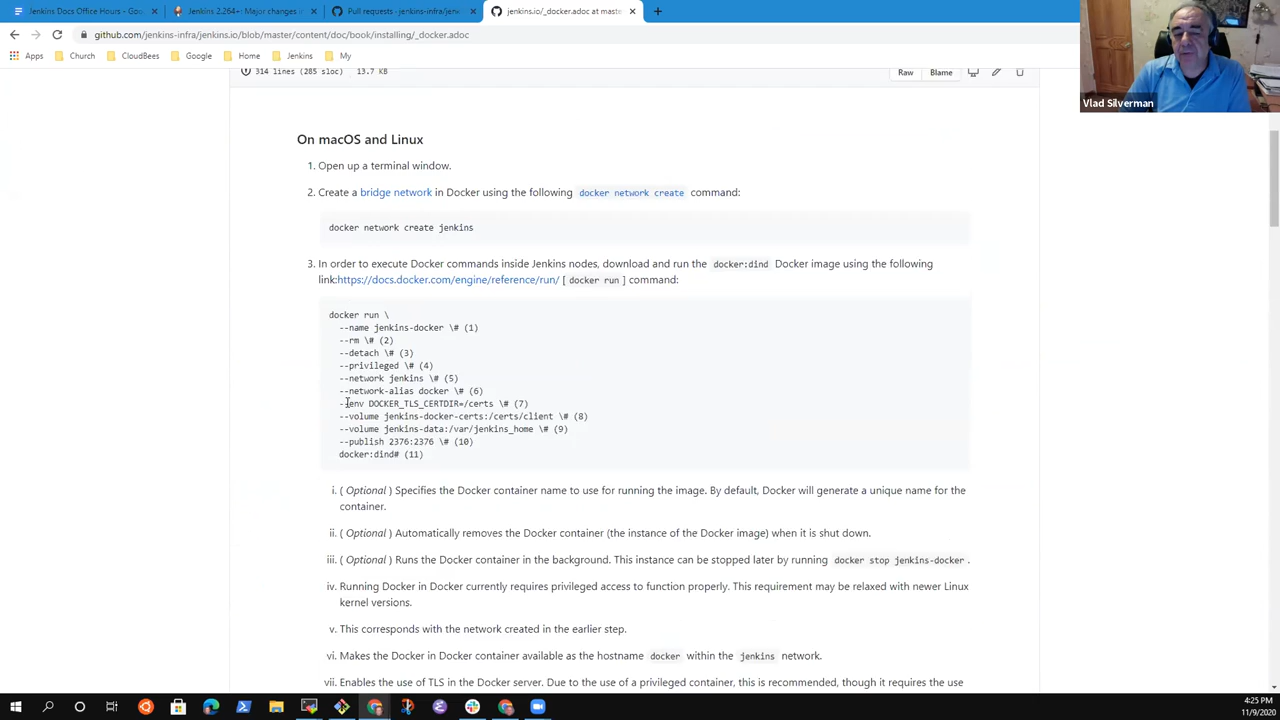 Jenkins Docs Office Hours - Goo
Jenkins 2.264+: Major changes in
Pull requests · jenkins-infra/jenk
jenkins.io/_docker.adoc at maste
github.com/jenkins-infra/jenkins.io/blob/master/content/doc/book/installing/_docker.adoc
Apps
Church
CloudBees
Google
Home
Jenkins
My
314 lines (285 sloc)
13.7 KB
Raw
Blame
Vlad Silverman
On macOS and Linux
1. Open up a terminal window.
2. Create a bridge network in Docker using the following docker network create command:
docker network create jenkins
3. In order to execute Docker commands inside Jenkins nodes, download and run the docker:dind Docker image using the following
link:https://docs.docker.com/engine/reference/run/ [ docker run ] command:
docker run \
--name jenkins-docker \# (1)
--rm \# (2)
--detach \# (3)
--privileged \# (4)
--network jenkins \# (5)
--network-alias docker \# (6)
--env DOCKER_TLS_CERTDIR=/certs \# (7)
--volume jenkins-docker-certs:/certs/client \# (8)
--volume jenkins-data:/var/jenkins_home \# (9)
--publish 2376:2376 \# (10)
docker:dind# (11)
i. ( Optional ) Specifies the Docker container name to use for running the image. By default, Docker will generate a unique name for the
container.
ii. ( Optional ) Automatically removes the Docker container (the instance of the Docker image) when it is shut down.
iii. ( Optional ) Runs the Docker container in the background. This instance can be stopped later by running docker stop jenkins-docker .
iv. Running Docker in Docker currently requires privileged access to function properly. This requirement may be relaxed with newer Linux
kernel versions.
v. This corresponds with the network created in the earlier step.
vi. Makes the Docker in Docker container available as the hostname docker within the jenkins network.
vii. Enables the use of TLS in the Docker server. Due to the use of a privileged container, this is recommended, though it requires the use
4:25 PM
11/9/2020